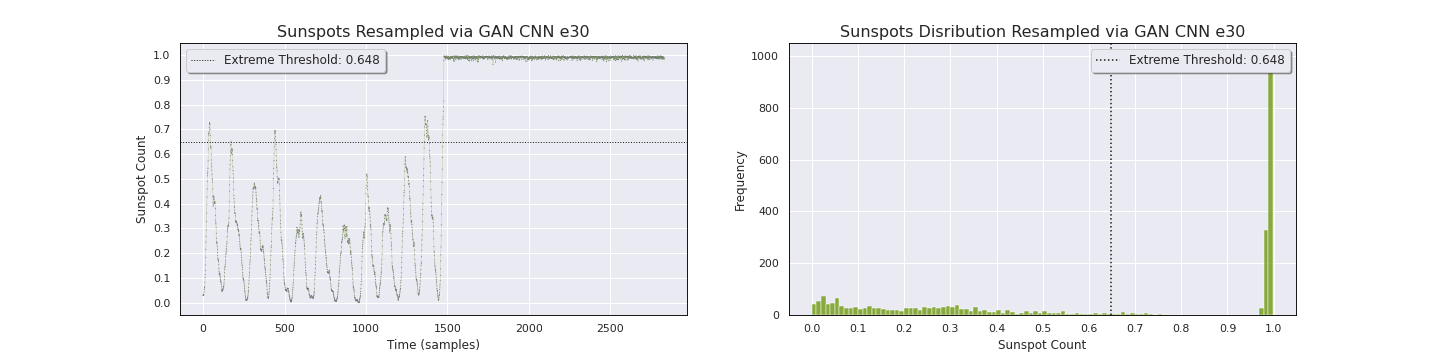 Sunspots Resampled via GAN CNN e30
Extreme Threshold: 0.648
1.0
0.9
0.8
0.7
0.6
0.5
0.4
0.3
0.2
0.1
0.0
Sunspot Count
0 500 1000 1500 2000 2500
Time (samples)
Sunspots Disribution Resampled via GAN CNN e30
Extreme Threshold: 0.648
1000
800
600
400
200
0
Frequency
0.0 0.1 0.2 0.3 0.4 0.5 0.6 0.7 0.8 0.9 1.0
Sunspot Count